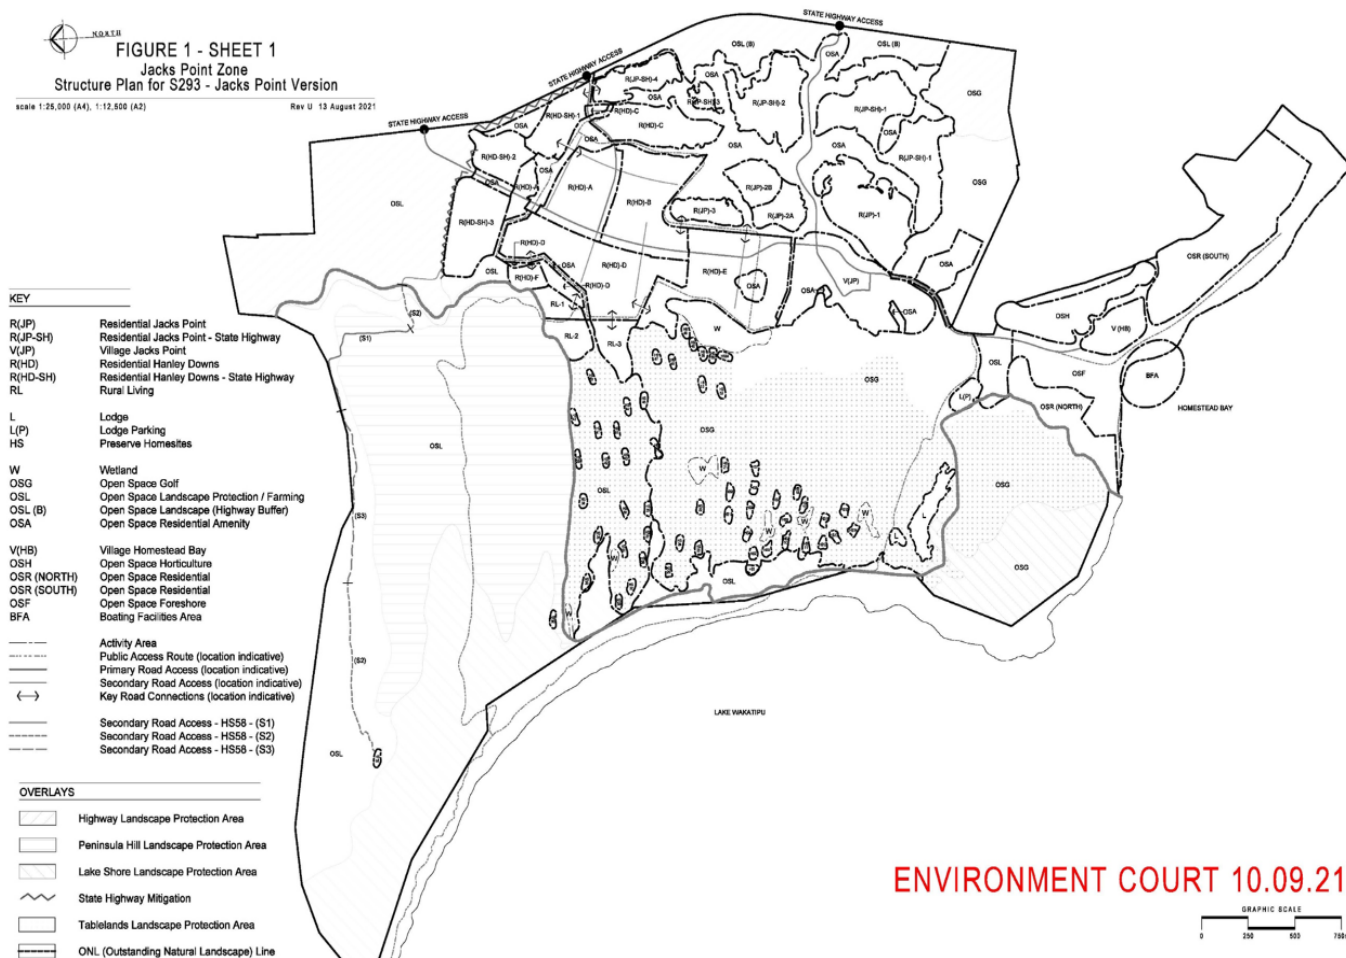 NORTH
FIGURE 1 - SHEET 1
Jacks Point Zone
Structure Plan for S293 - Jacks Point Version
scale 1:25,000 (A4), 1:12,500 (A2)
Rev U 13 August 2021
STATE HIGHWAY ACCESS
STATE HIGHWAY ACCESS
STATE HIGHWAY ACCESS
OSL (B)
OSL (B)
OSA
OSA
OSG
R(JP-SH)-4
OSA
R(JP-SH)-2
R(JP-SH)-1
R(HD-SH)-1
R(HD)-C
R(HD)-C
OSA
OSA
OSA
OSA
OSA
R(HD-SH)-2
OSA
OSA
R(JP-SH)-1
OSG
OSL
R(HD)-A
R(HD)-B
R(JP)-2B
R(JP)-3
R(JP)-2A
R(JP)-1
R(HD-SH)-3
R(HD)-D
OSA
R(HD)-D
R(HD)-E
OSA
OSR (SOUTH)
OSL
R(HD)-F
R(HD)-D
OSA
V(JP)
OSA
OSA
RL-1
OSH
V (HB)
(S2)
(S1)
W
RL-2
RL-3
OSL
OSF
BFA
OSG
L(P)
OSR (NORTH)
HOMESTEAD BAY
OSG
OSL
W
OSG
OSL
W
W
W
L
L
(S3)
W
OSG
OSL
W
(S2)
LAKE WAKATIPU
OSL
KEY
R(JP) Residential Jacks Point
R(JP-SH) Residential Jacks Point - State Highway
V(JP) Village Jacks Point
R(HD) Residential Hanley Downs
R(HD-SH) Residential Hanley Downs - State Highway
RL Rural Living
L Lodge
L(P) Lodge Parking
HS Preserve Homesites
W Wetland
OSG Open Space Golf
OSL Open Space Landscape Protection / Farming
OSL (B) Open Space Landscape (Highway Buffer)
OSA Open Space Residential Amenity
V(HB) Village Homestead Bay
OSH Open Space Horticulture
OSR (NORTH) Open Space Residential
OSR (SOUTH) Open Space Residential
OSF Open Space Foreshore
BFA Boating Facilities Area
Activity Area
Public Access Route (location indicative)
Primary Road Access (location indicative)
Secondary Road Access (location indicative)
Key Road Connections (location indicative)
Secondary Road Access - HS58 - (S1)
Secondary Road Access - HS58 - (S2)
Secondary Road Access - HS58 - (S3)
OVERLAYS
Highway Landscape Protection Area
Peninsula Hill Landscape Protection Area
Lake Shore Landscape Protection Area
State Highway Mitigation
Tablelands Landscape Protection Area
ONL (Outstanding Natural Landscape) Line
ENVIRONMENT COURT 10.09.21
GRAPHIC SCALE
0 250 500